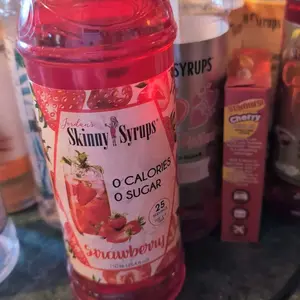 Jordan's
Skinny Syrups
0 CALORIES
0 SUGAR
25
strawberry
SYRUPS
Cherry